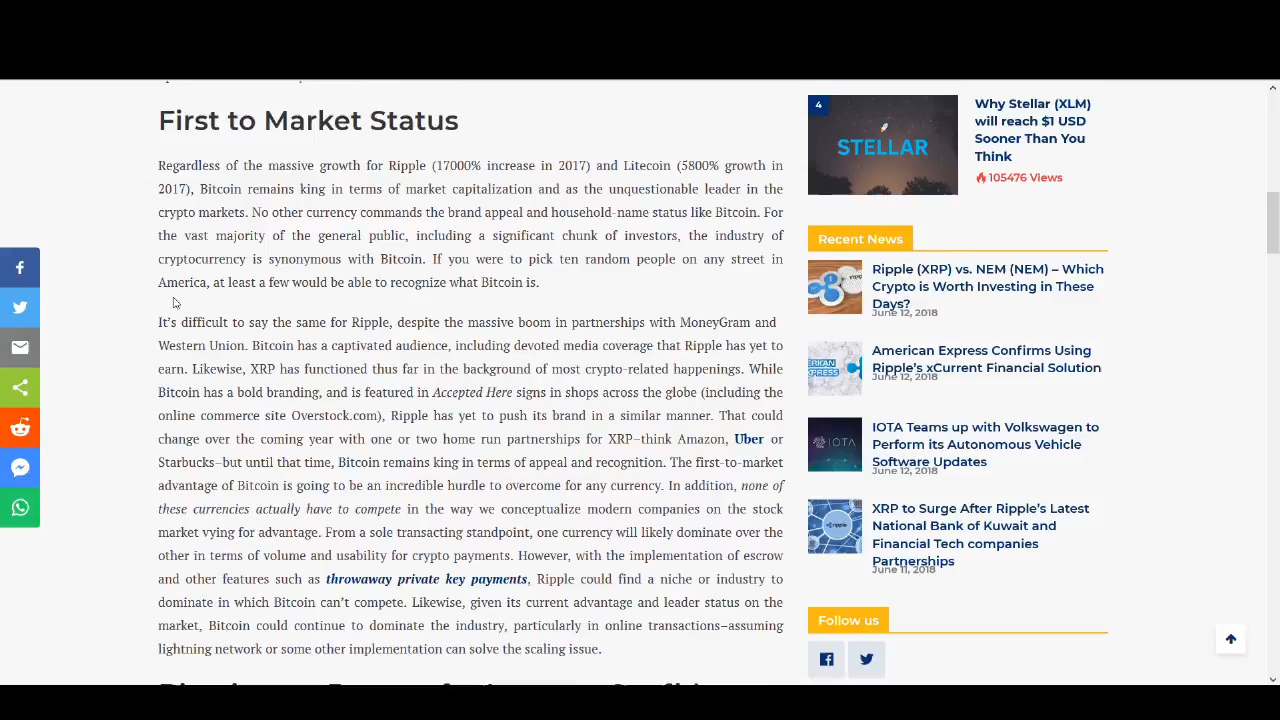 First to Market Status
Regardless of the massive growth for Ripple (17000% increase in 2017) and Litecoin (5800% growth in
2017), Bitcoin remains king in terms of market capitalization and as the unquestionable leader in the
crypto markets. No other currency commands the brand appeal and household-name status like Bitcoin. For
the vast majority of the general public, including a significant chunk of investors, the industry of
cryptocurrency is synonymous with Bitcoin. If you were to pick ten random people on any street in
America, at least a few would be able to recognize what Bitcoin is.
It's difficult to say the same for Ripple, despite the massive boom in partnerships with MoneyGram and
Western Union. Bitcoin has a captivated audience, including devoted media coverage that Ripple has yet to
earn. Likewise, XRP has functioned thus far in the background of most crypto-related happenings. While
Bitcoin has a bold branding, and is featured in Accepted Here signs in shops across the globe (including the
online commerce site Overstock.com), Ripple has yet to push its brand in a similar manner. That could
change over the coming year with one or two home run partnerships for XRP–think Amazon, Uber or
Starbucks–but until that time, Bitcoin remains king in terms of appeal and recognition. The first-to-market
advantage of Bitcoin is going to be an incredible hurdle to overcome for any currency. In addition, none of
these currencies actually have to compete in the way we conceptualize modern companies on the stock
market vying for advantage. From a sole transacting standpoint, one currency will likely dominate over the
other in terms of volume and usability for crypto payments. However, with the implementation of escrow
and other features such as throwaway private key payments, Ripple could find a niche or industry to
dominate in which Bitcoin can't compete. Likewise, given its current advantage and leader status on the
market, Bitcoin could continue to dominate the industry, particularly in online transactions–assuming
lightning network or some other implementation can solve the scaling issue.
4
STELLAR
Why Stellar (XLM)
will reach $1 USD
Sooner Than You
Think
105476 Views
Recent News
Ripple (XRP) vs. NEM (NEM) – Which
Crypto is Worth Investing in These
Days?
June 12, 2018
American Express Confirms Using
Ripple's xCurrent Financial Solution
June 12, 2018
IOTA Teams up with Volkswagen to
Perform its Autonomous Vehicle
Software Updates
June 12, 2018
XRP to Surge After Ripple's Latest
National Bank of Kuwait and
Financial Tech companies
Partnerships
June 11, 2018
Follow us